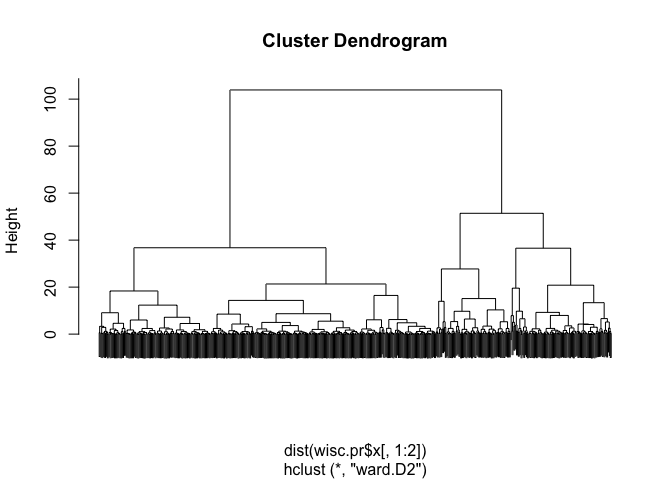 Cluster Dendrogram
Height
100
80
60
40
20
0
dist(wisc.pr$x[, 1:2])
hclust (*, "ward.D2")